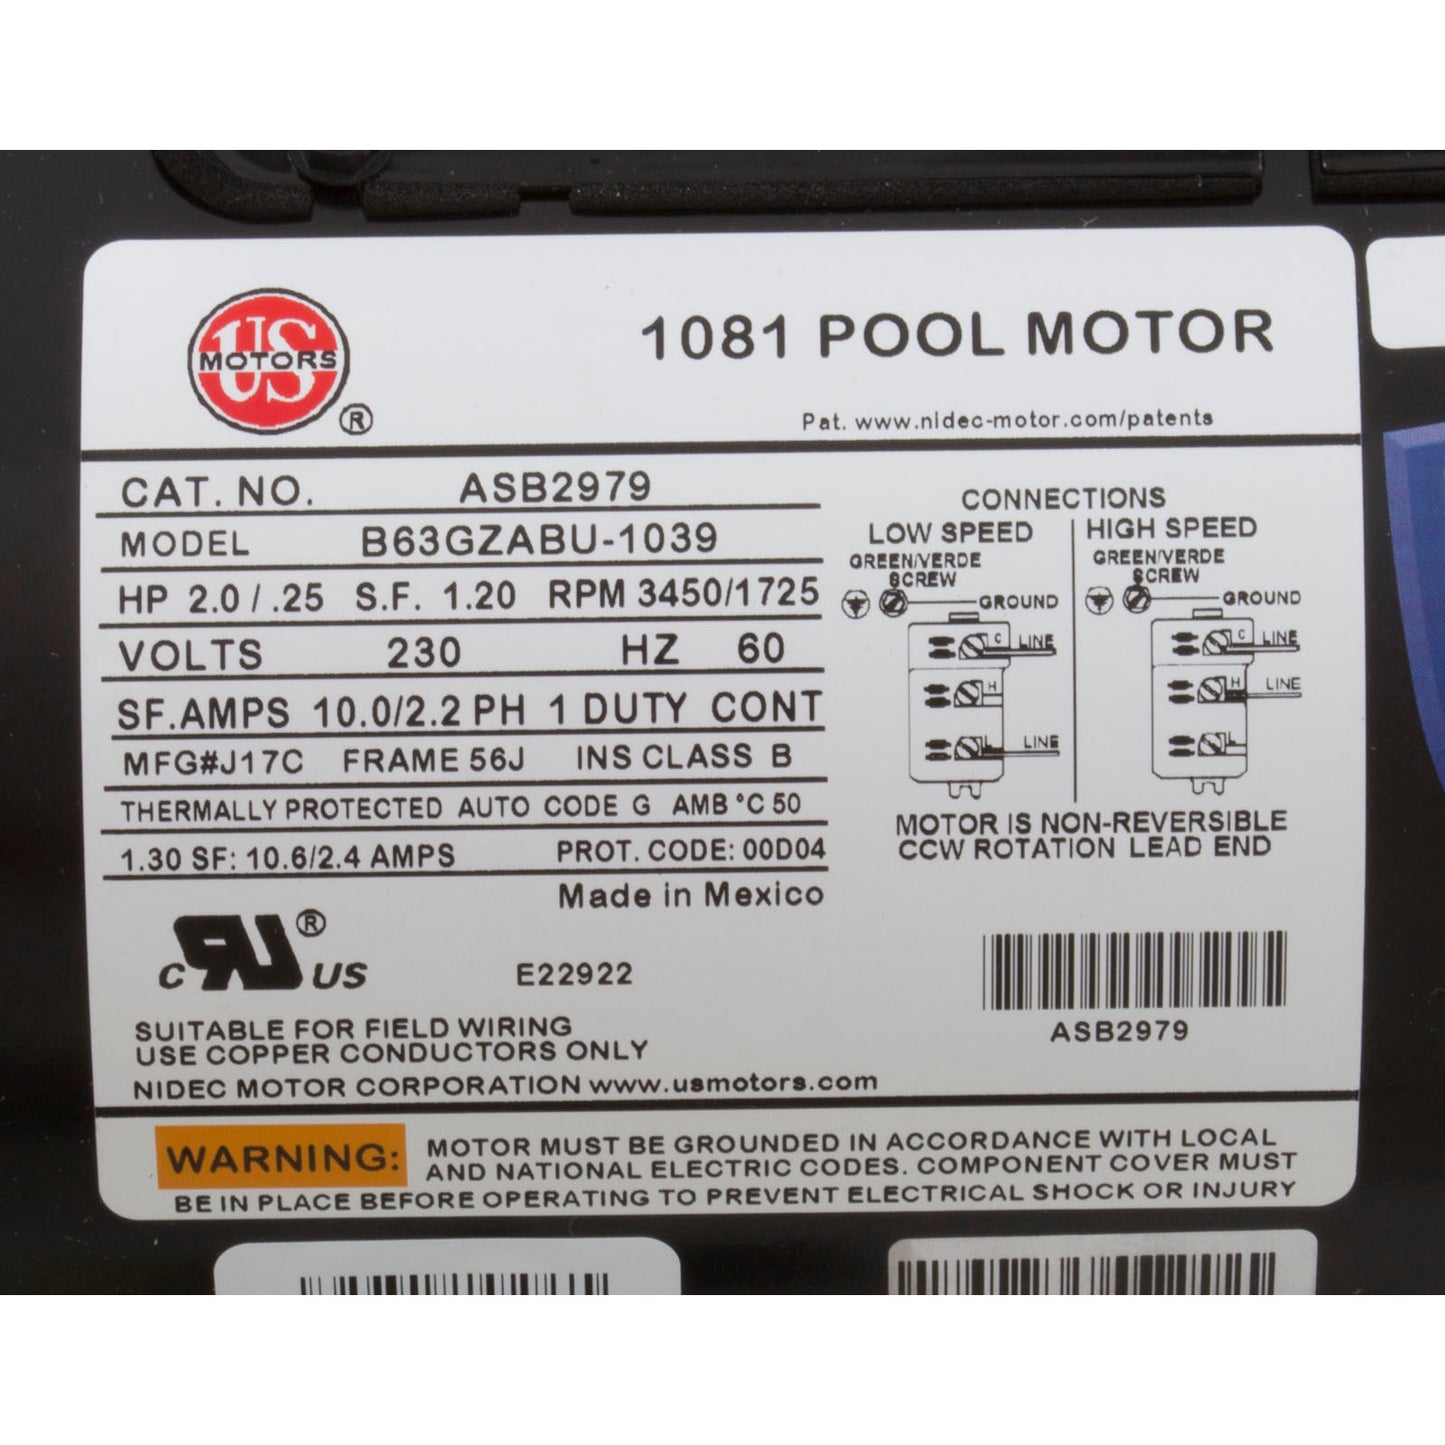 US
MOTORS
®
1081 POOL MOTOR
Pat. www.nidec-motor.com/patents
CAT. NO. ASB2979
MODEL B63GZABU-1039
HP 2.0 / .25 S.F. 1.20 RPM 3450/1725
VOLTS 230 HZ 60
SF.AMPS 10.0/2.2 PH 1 DUTY CONT
MFG#J17C FRAME 56J INS CLASS B
THERMALLY PROTECTED AUTO CODE G AMB °C 50
1.30 SF: 10.6/2.4 AMPS PROT. CODE: 00D04
Made in Mexico
CONNECTIONS
LOW SPEED
GREEN/VERDE
SCREW
GROUND
C LINE
H
L LINE
HIGH SPEED
GREEN/VERDE
SCREW
GROUND
C LINE
H LINE
L
MOTOR IS NON-REVERSIBLE
CCW ROTATION LEAD END
c RU ® US
E22922
ASB2979
SUITABLE FOR FIELD WIRING
USE COPPER CONDUCTORS ONLY
NIDEC MOTOR CORPORATION www.usmotors.com
WARNING: MOTOR MUST BE GROUNDED IN ACCORDANCE WITH LOCAL
AND NATIONAL ELECTRIC CODES. COMPONENT COVER MUST
BE IN PLACE BEFORE OPERATING TO PREVENT ELECTRICAL SHOCK OR INJURY